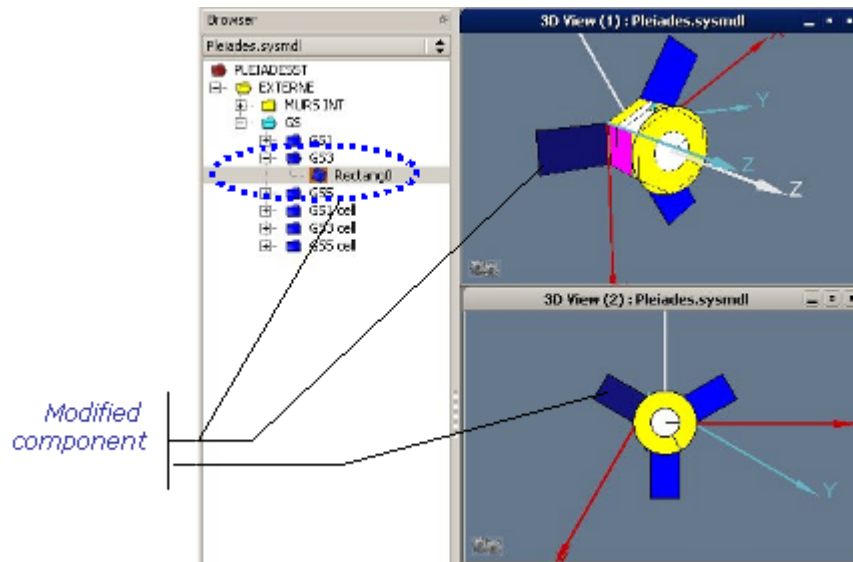 Browser
Pleiades.sysmdl
PLEIADESST
EXTERNE
MURS INT
GS
GS1
GS3
Rectang0
GS5
GS1 cell
GS3 cell
GS5 cell
3D View (1) : Pleiades.sysmdl
X
Y
Z
Z
3D View (2) : Pleiades.sysmdl
Y
Modified
component